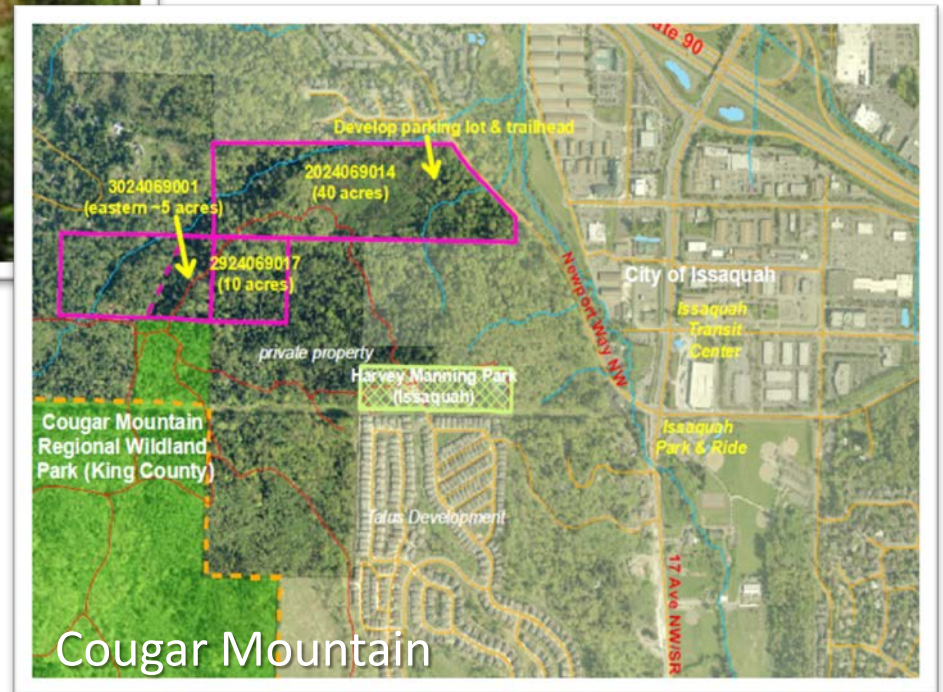 ate 90
Develop parking lot & trailhead
2024069014
(40 acres)
3024069001
(eastern ~5 acres)
2924069017
(10 acres)
City of Issaquah
Newport Way NW
Issaquah
Transit
Center
private property
Harvey Manning Park
(Issaquah)
Cougar Mountain
Regional Wildland
Park (King County)
Issaquah
Park & Ride
Talus Development
17 Ave NW/SR
Cougar Mountain